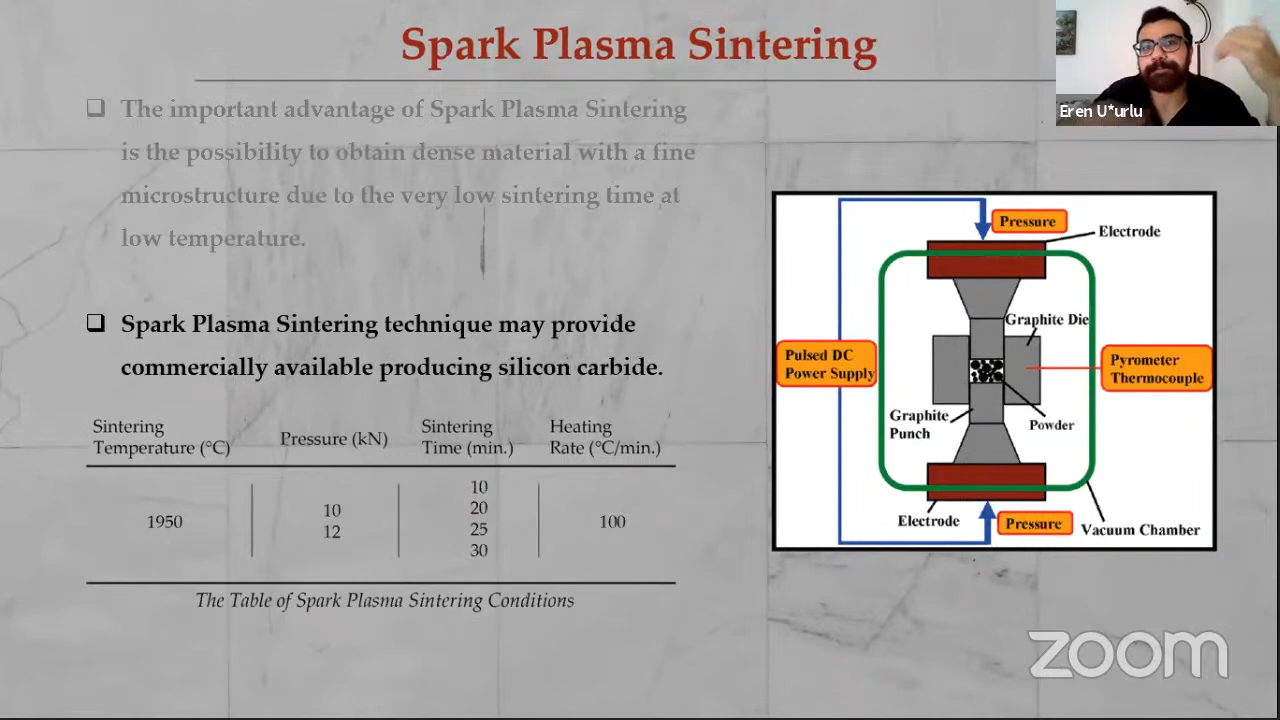 Spark Plasma Sintering
Eren U*urlu
❑ The important advantage of Spark Plasma Sintering
is the possibility to obtain dense material with a fine
microstructure due to the very low sintering time at
low temperature.
❑ Spark Plasma Sintering technique may provide
commercially available producing silicon carbide.
Sintering
Temperature (°C)
Pressure (kN)
Sintering
Time (min.)
Heating
Rate (°C/min.)
1950
10
12
10
20
25
30
100
The Table of Spark Plasma Sintering Conditions
Pressure
Electrode
Graphite Die
Pulsed DC
Power Supply
Pyrometer
Thermocouple
Graphite
Punch
Powder
Electrode
Pressure
Vacuum Chamber
zoom